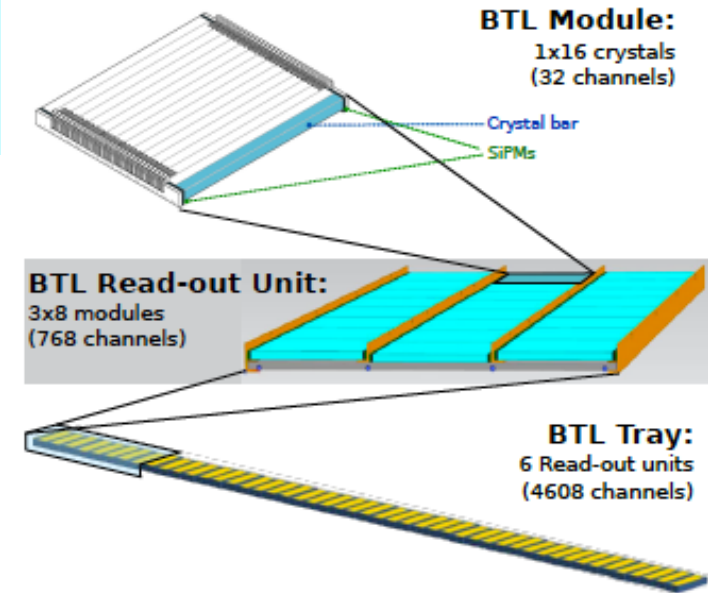 BTL Module:
1x16 crystals
(32 channels)
Crystal bar
SiPMs
BTL Read-out Unit:
3x8 modules
(768 channels)
BTL Tray:
6 Read-out units
(4608 channels)